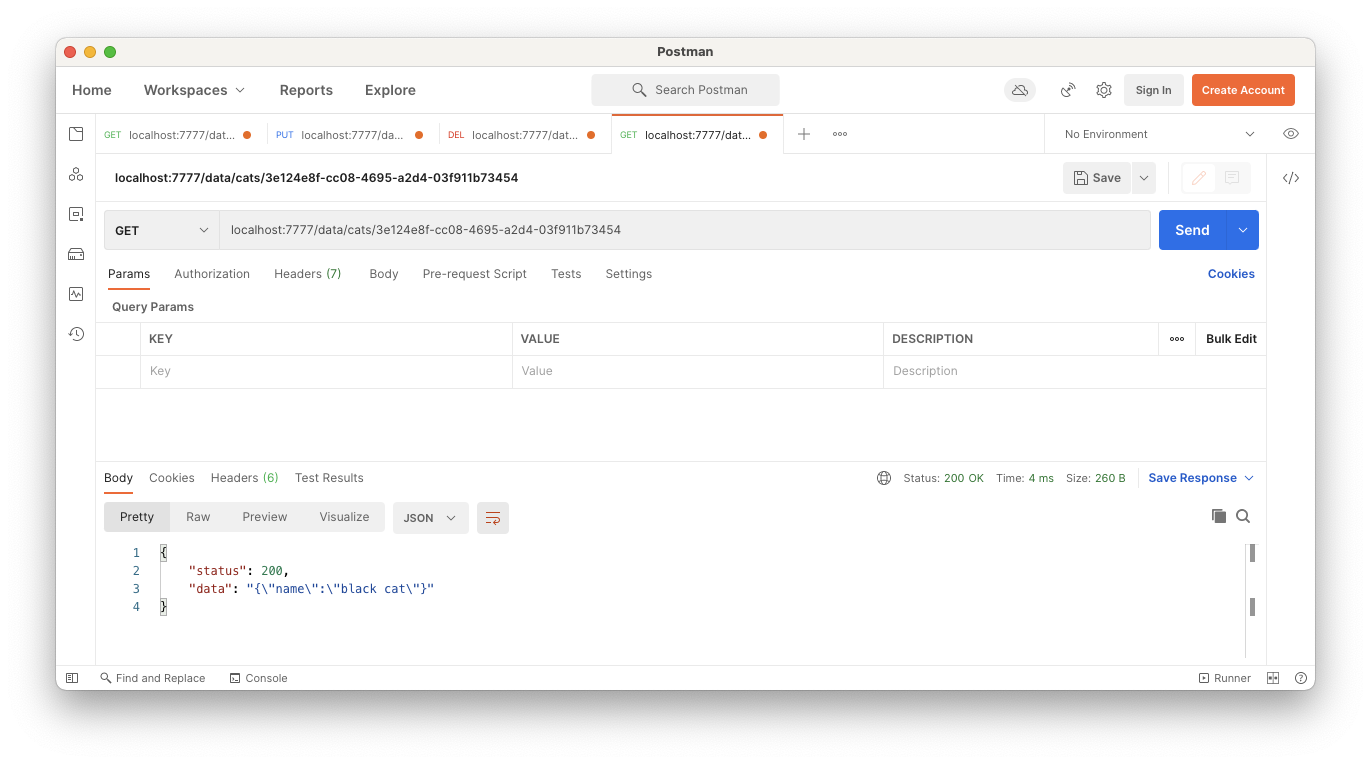 Postman
Home Workspaces Reports Explore Search Postman Sign In Create Account
GET localhost:7777/dat... PUT localhost:7777/da... DEL localhost:7777/dat... GET localhost:7777/dat... No Environment
localhost:7777/data/cats/3e124e8f-cc08-4695-a2d4-03f911b73454 Save
GET localhost:7777/data/cats/3e124e8f-cc08-4695-a2d4-03f911b73454 Send
Params Authorization Headers (7) Body Pre-request Script Tests Settings Cookies
Query Params
KEY VALUE DESCRIPTION Bulk Edit
Key Value Description
Body Cookies Headers (6) Test Results Status: 200 OK Time: 4 ms Size: 260 B Save Response
Pretty Raw Preview Visualize JSON
1 {
2 "status": 200,
3 "data": "{\"name\":\"black cat\"}"
4 }
Find and Replace Console Runner